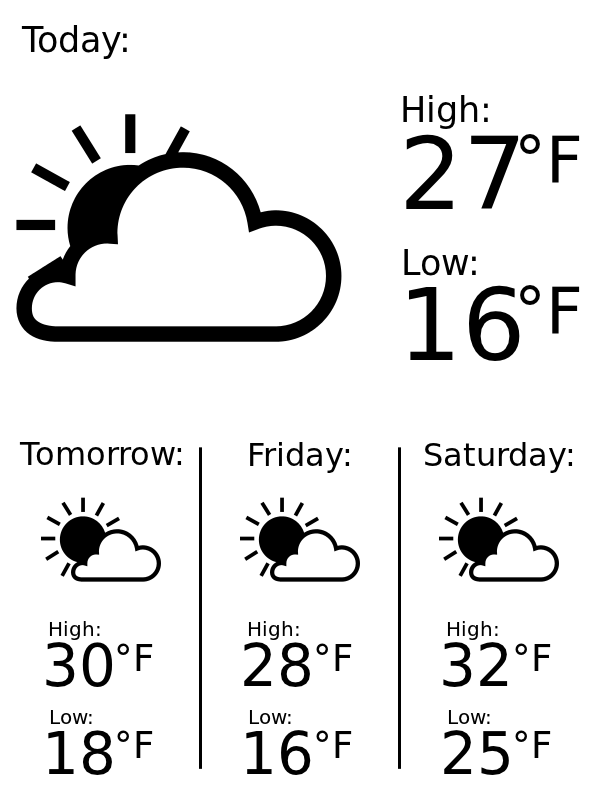 Today:
High:
27°F
Low:
16°F
Tomorrow:
High:
30°F
Low:
18°F
Friday:
High:
28°F
Low:
16°F
Saturday:
High:
32°F
Low:
25°F